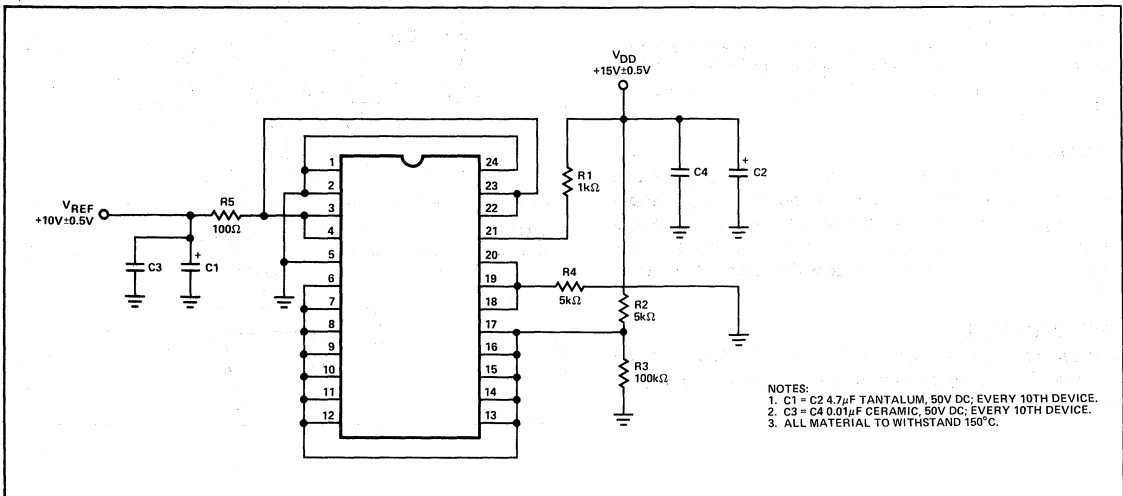 V_DD
+15V±0.5V
V_REF
+10V±0.5V
R5
100Ω
C3
+
C1
1
2
3
4
5
6
7
8
9
10
11
12
24
23
22
21
20
19
18
17
16
15
14
13
R1
1kΩ
C4
+
C2
R4
5kΩ
R2
5kΩ
R3
100kΩ
NOTES:
1. C1 = C2 4.7μF TANTALUM, 50V DC; EVERY 10TH DEVICE.
2. C3 = C4 0.01μF CERAMIC, 50V DC; EVERY 10TH DEVICE.
3. ALL MATERIAL TO WITHSTAND 150°C.